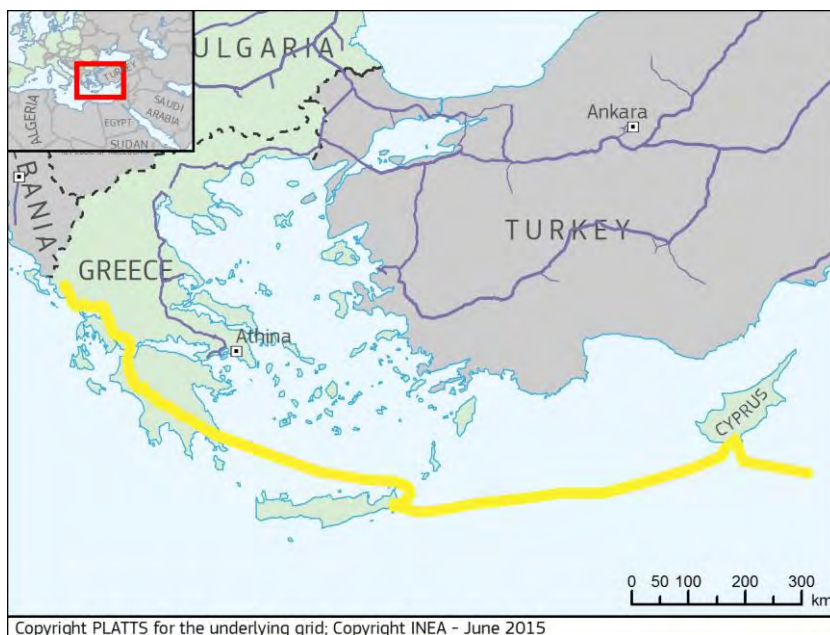 ULGARIA
TURKEY
ALGERIA
SAUDI
ARABIA
EGYPT
SUDAN
Ankara
BANIA
TURKEY
GREECE
Athina
CYPRUS
0 50 100 200 300
km
Copyright PLATTS for the underlying grid; Copyright INEA - June 2015